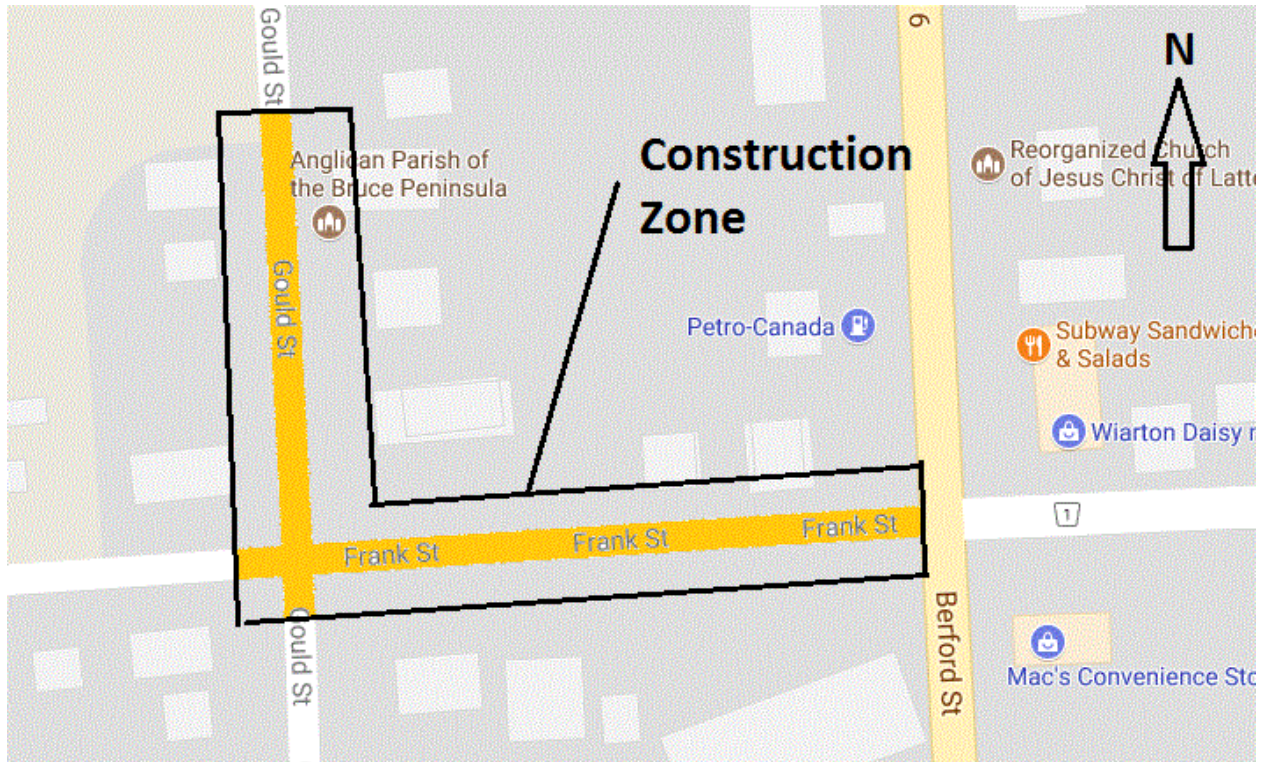 Gould St
6
N
Construction
Zone
Anglican Parish of
the Bruce Peninsula
Reorganized Church
of Jesus Christ of Latte
Gould St
Petro-Canada
Subway Sandwich
& Salads
Wiarton Daisy
1
Frank St
Frank St
Frank St
Gould St
Berford St
Mac's Convenience Sto